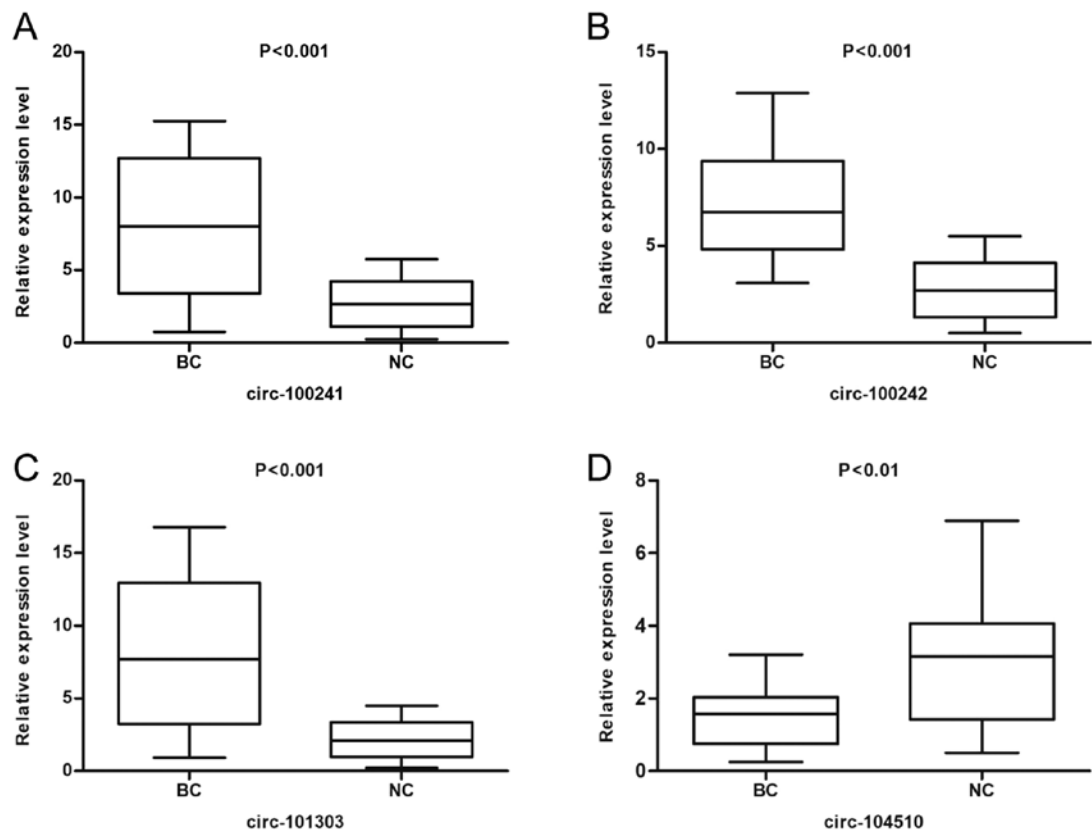 A
P<0.001
Relative expression level
20
15
10
5
0
BC
NC
circ-100241
B
P<0.001
Relative expression level
15
10
5
0
BC
NC
circ-100242
C
P<0.001
Relative expression level
20
15
10
5
0
BC
NC
circ-101303
D
P<0.01
Relative expression level
8
6
4
2
0
BC
NC
circ-104510